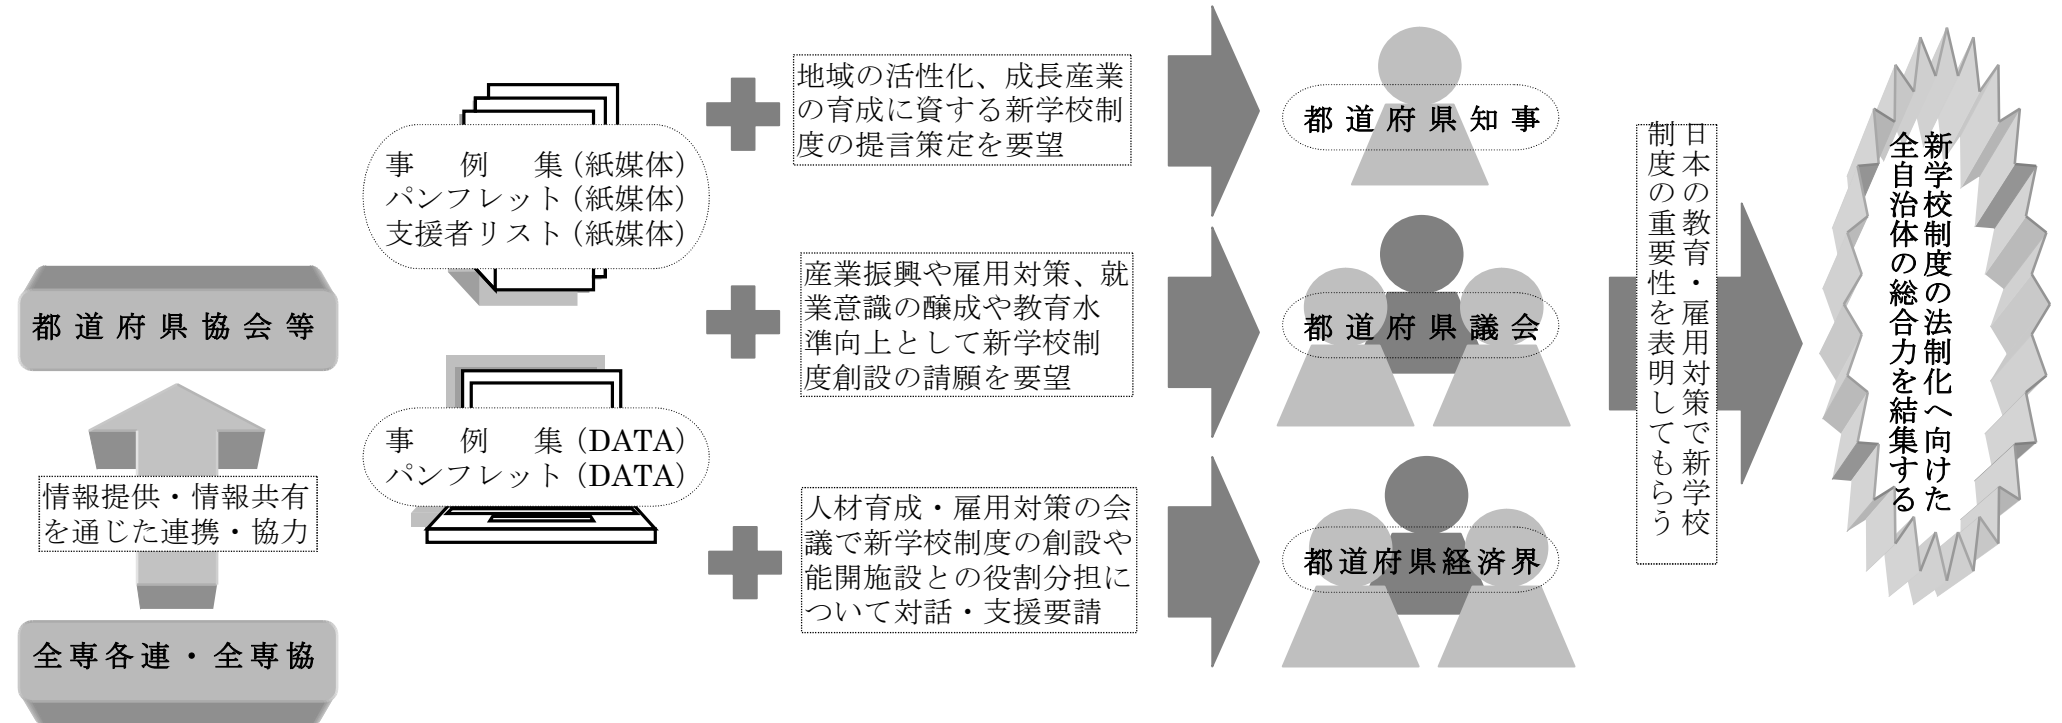 都道府県協会等
情報提供・情報共有
を通じた連携・協力
全専各連・全専協
事例集（紙媒体）
パンフレット（紙媒体）
支援者リスト（紙媒体）
事例集（DATA）
パンフレット（DATA）
地域の活性化、成長産業
の育成に資する新学校制
度の提言策定を要望
産業振興や雇用対策、就
業意識の醸成や教育水
準向上として新学校制
度創設の請願を要望
人材育成・雇用対策の会
議で新学校制度の創設や
能開施設との役割分担に
ついて対話・支援要請
都道府県知事
都道府県議会
都道府県経済界
日本の教育・雇用対策で新学校
制度の重要性を表明してもらう
新学校制度の法制化へ向けた
全自治体の総合力を結集する